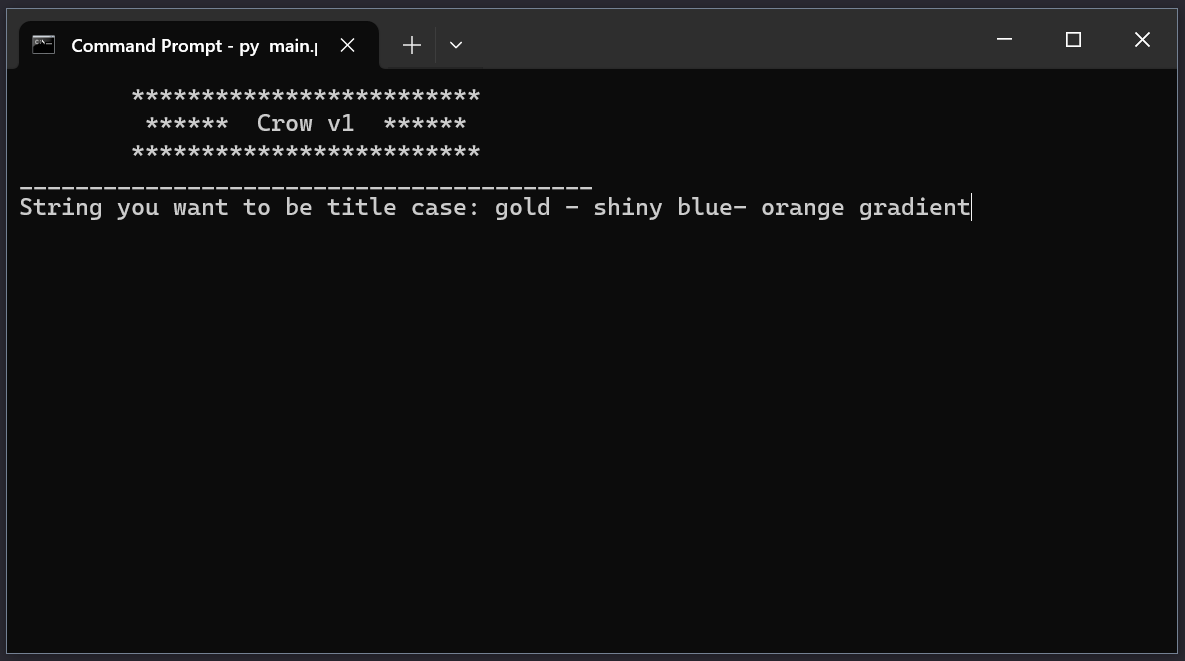 Command Prompt - py  main.p
*************************
******  Crow v1  ******
*************************
_________________________________________
String you want to be title case: gold - shiny blue- orange gradient